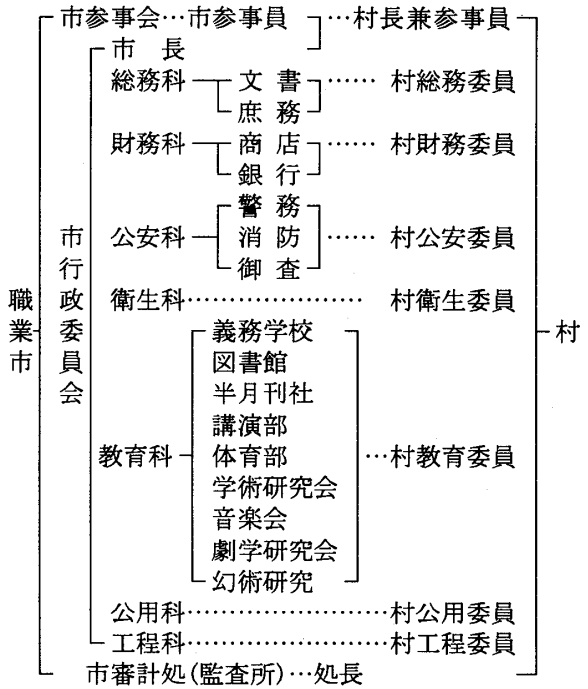 市参事会…市参事員…村長兼参事員
市長
総務科 文書……村総務委員
庶務
財務科 商店……村財務委員
銀行
警務
公安科 消防……村公安委員
御査
衛生科…………………村衛生委員
義務学校
図書館
半月刊社
講演部
教育科 体育部…村教育委員
学術研究会
音楽会
劇学研究会
幻術研究
公用科…………………村公用委員
工程科…………………村工程委員
市審計処(監査所)…処長
市行政委員会
職業市
村